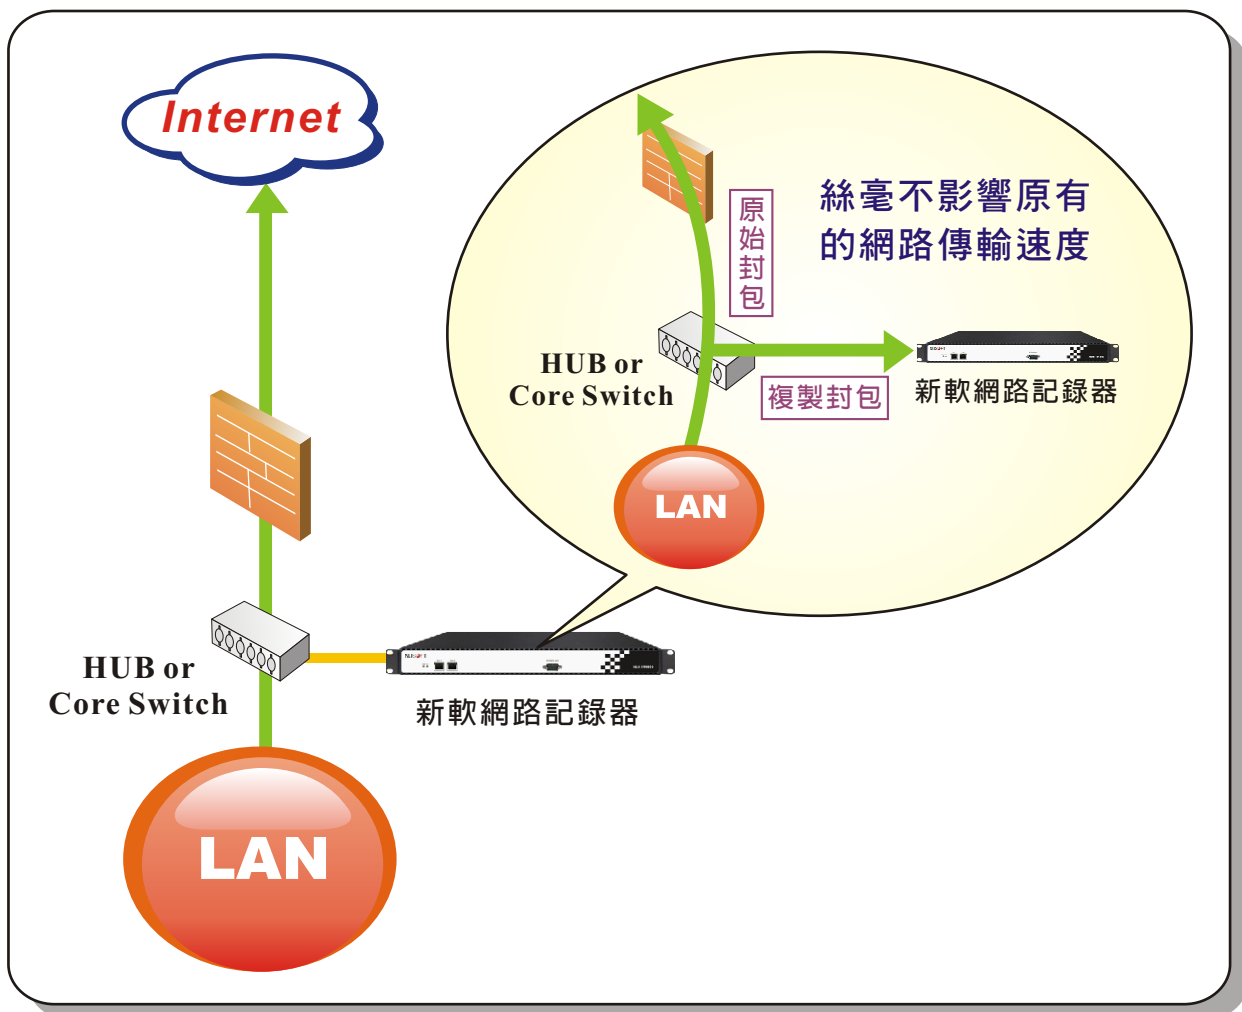 Internet
HUB or
Core Switch
新軟網路記錄器
LAN
絲毫不影響原有
的網路傳輸速度
原始封包
HUB or
Core Switch
複製封包
新軟網路記錄器
LAN